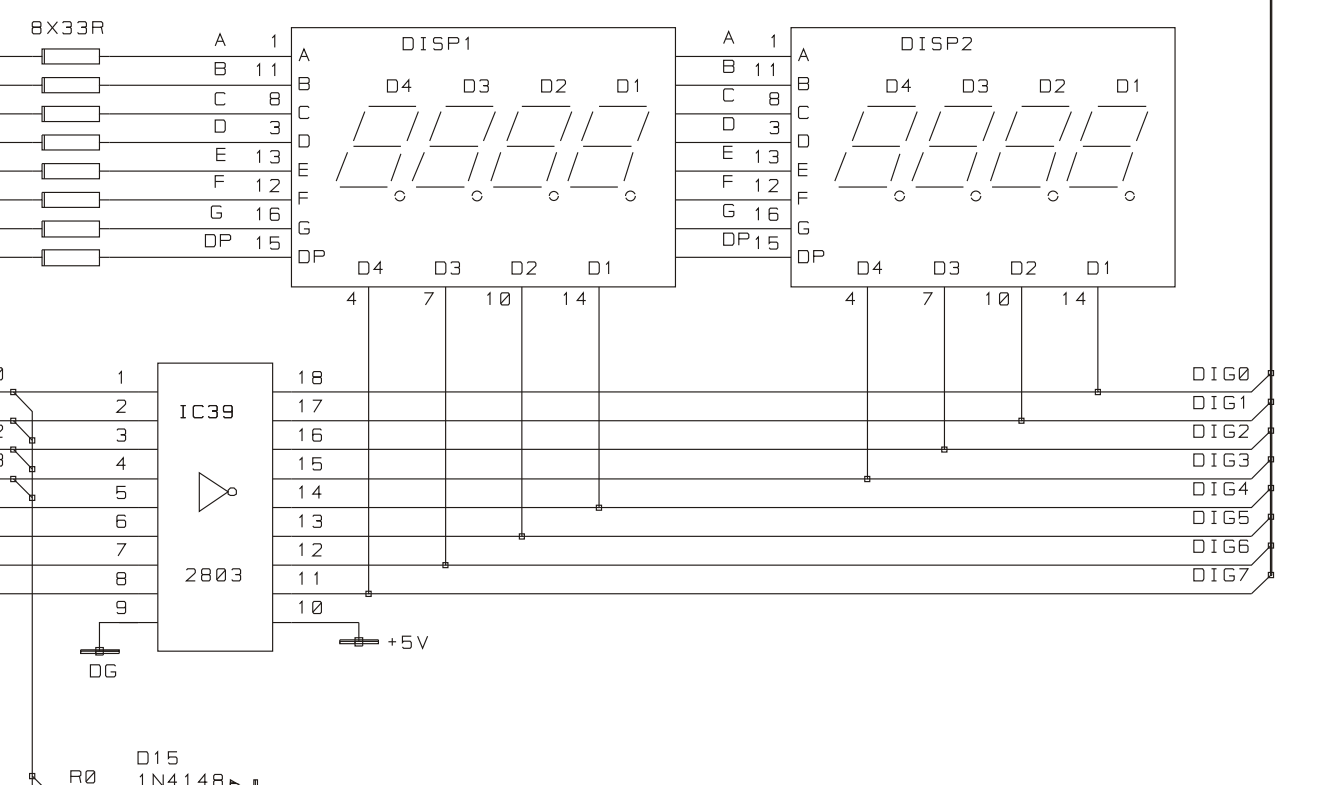 8X33R
A 1 A DISP1 A 1 A DISP2
B 11 B B 11 B
D4 D3 D2 D1 D4 D3 D2 D1
C 8 C C 8 C
D 3 D D 3 D
E 13 E E 13 E
F 12 F F 12 F
G 16 G G 16 G
DP 15 DP DP 15 DP
D4 D3 D2 D1 D4 D3 D2 D1
4 7 10 14 4 7 10 14
1 18 DIG0
2 IC39 17 DIG1
3 16 DIG2
4 15 DIG3
5 14 DIG4
6 13 DIG5
7 12 DIG6
8 2803 11 DIG7
9 10
+5V
DG
D15
R0 1N4148